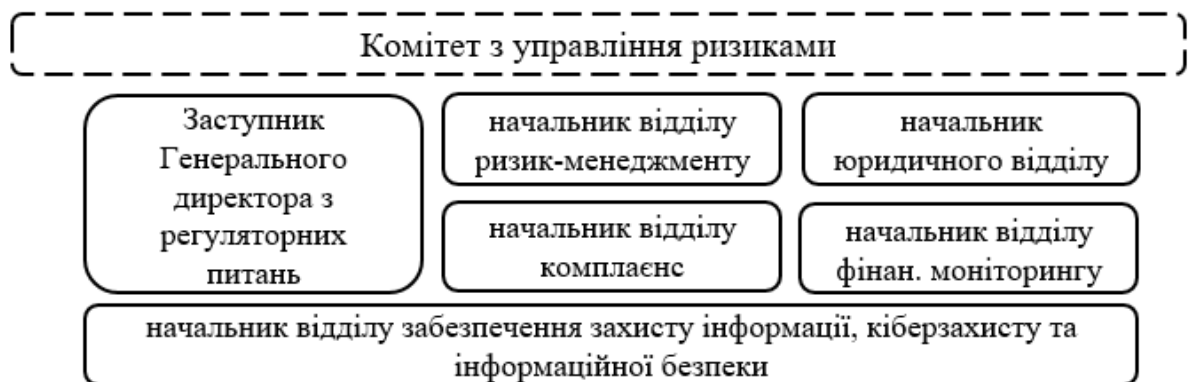 Комітет з управління ризиками
Заступник
Генерального
директора з
регуляторних
питань
начальник відділу
ризик-менеджменту
начальник
юридичного відділу
начальник відділу
комплаєнс
начальник відділу
фінан. моніторингу
начальник відділу забезпечення захисту інформації, кіберзахисту та
інформаційної безпеки